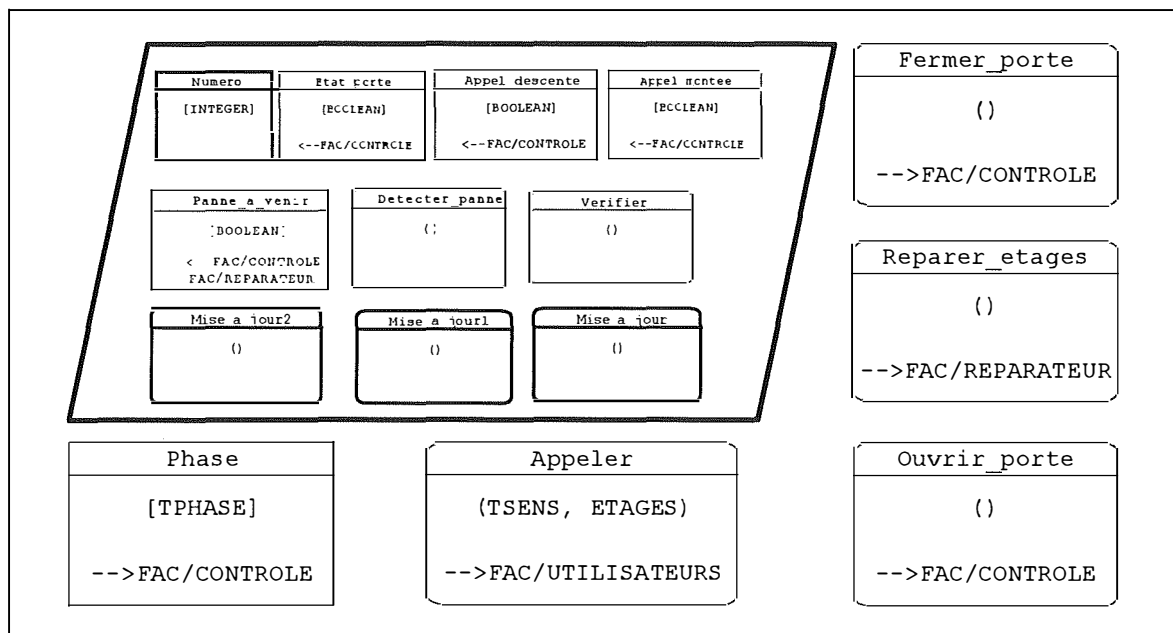 Numero
[INTEGER]
Etat porte
[BOOLEAN]
<--FAC/CONTROLE
Appel descente
[BOOLEAN]
<--FAC/CONTROLE
Appel montee
[BOOLEAN]
<--FAC/CONTROLE
Panne_a_venir
[BOOLEAN]
< FAC/CONTROLE
FAC/REPARATEUR
Detecter_panne
()
Verifier
()
Mise a jour2
()
Mise a jour1
()
Mise a jour
()
Fermer_porte
()
-->FAC/CONTROLE
Reparer_etages
()
-->FAC/REPARATEUR
Phase
[TPHASE]
-->FAC/CONTROLE
Appeler
(TSENS, ETAGES)
-->FAC/UTILISATEURS
Ouvrir_porte
()
-->FAC/CONTROLE